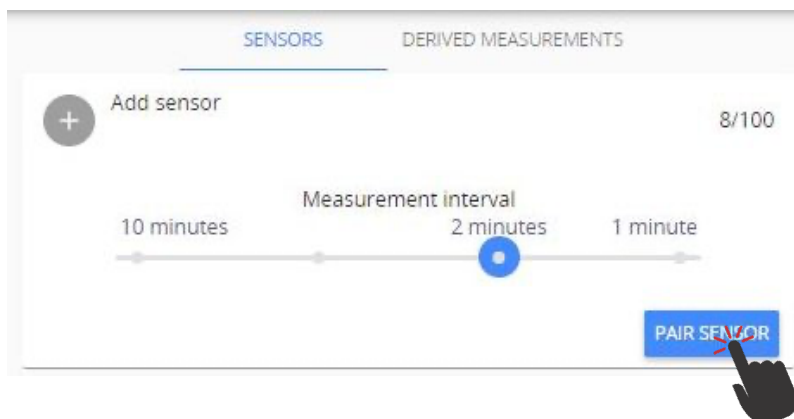 SENSORS DERIVED MEASUREMENTS
Add sensor
8/100
Measurement interval
10 minutes 2 minutes 1 minute
PAIR SENSOR